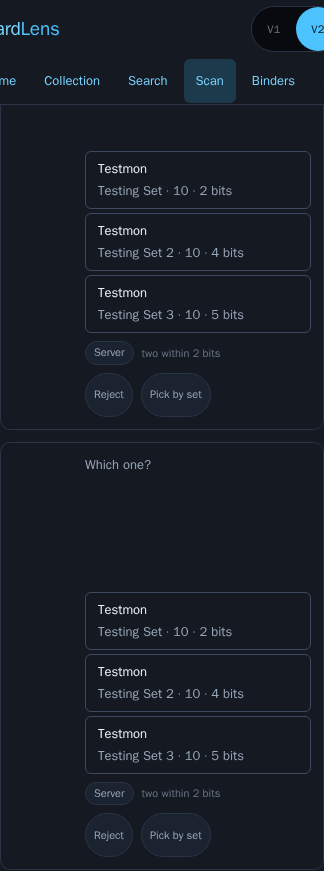 ardLens
V1
V2
me
Collection
Search
Scan
Binders
Testmon
Testing Set · 10 · 2 bits
Testmon
Testing Set 2 · 10 · 4 bits
Testmon
Testing Set 3 · 10 · 5 bits
Server two within 2 bits
Reject
Pick by set
Which one?
Testmon
Testing Set · 10 · 2 bits
Testmon
Testing Set 2 · 10 · 4 bits
Testmon
Testing Set 3 · 10 · 5 bits
Server two within 2 bits
Reject
Pick by set